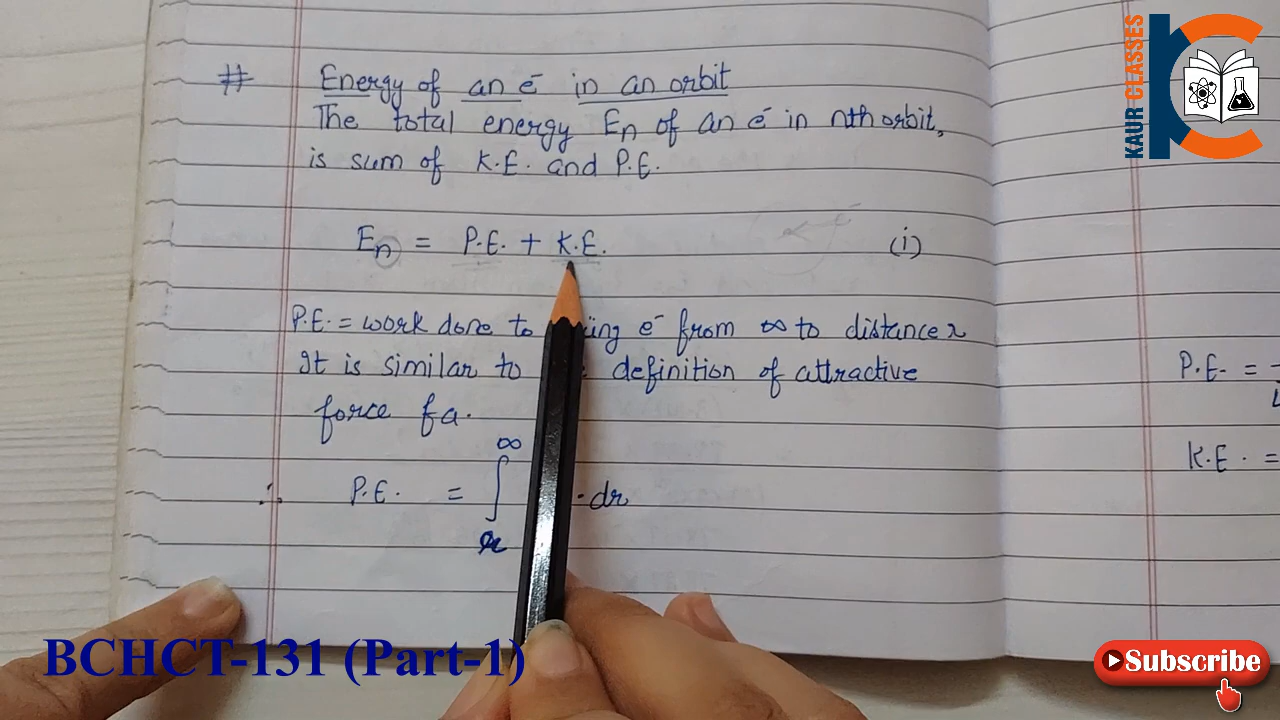 # Energy of an e⁻ in an orbit
The total energy En of an e⁻ in nth orbit,
is sum of K.E. and P.E.
En = P.E. + K.E. (i)
P.E. = work done to e⁻ from ∞ to distance r
It is similar to definition of attractive
force fa.
∴ P.E. = ∫ ∞ r . dr
P.E. =
K.E. =
KAUR CLASSES
BCHCT-131 (Part-1)
Subscribe